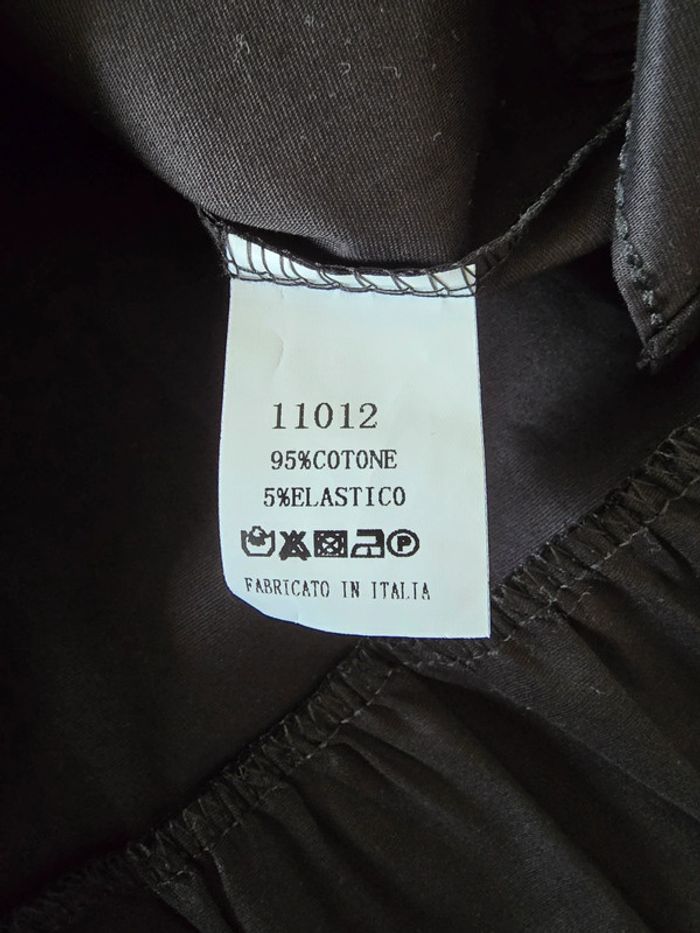 11012
95%COTONE
5%ELASTICO
P
FABRICATO IN ITALIA